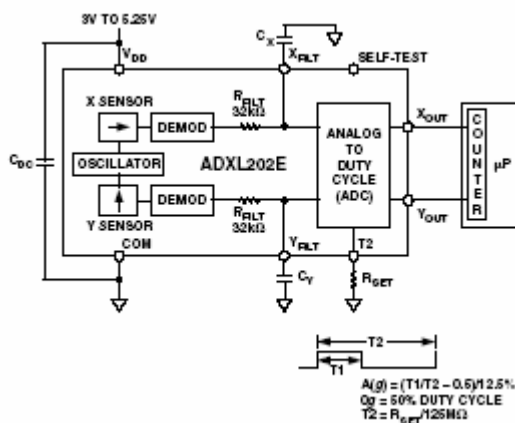 3V TO 5.25V
VDD
CX
XFILT
SELF-TEST
X SENSOR
DEMOD
RFILT
32kΩ
ANALOG
TO
DUTY
CYCLE
(ADC)
XOUT
COUNTER
µP
CDC
OSCILLATOR
ADXL202E
DEMOD
RFILT
32kΩ
YOUT
Y SENSOR
COM
YFILT
T2
CY
RSET
T2
T1
A(g) = (T1/T2 – 0.5)/12.5%
0g = 50% DUTY CYCLE
T2 = RSET/125MΩ